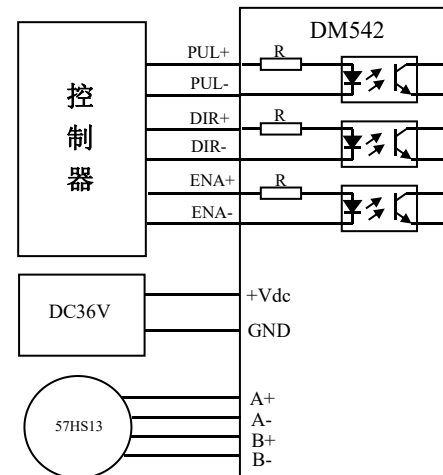 DM542
PUL+
R
PUL-
控
制
器
DIR+
R
DIR-
ENA+
R
ENA-
DC36V
+Vdc
GND
57HS13
A+
A-
B+
B-